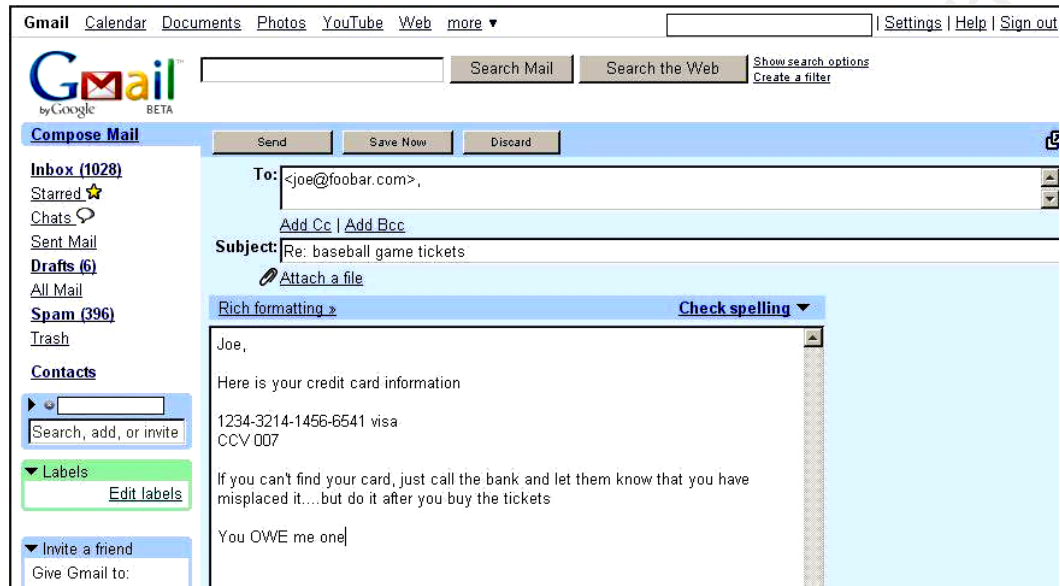 Gmail Calendar Documents Photos YouTube Web more ▼ | Settings | Help | Sign out
Gmail
by Google BETA
Search Mail Search the Web Show search options
Create a filter
Compose Mail
Send Save Now Discard
Inbox (1028)
Starred
Chats
Sent Mail
Drafts (6)
All Mail
Spam (396)
Trash
Contacts
Search, add, or invite
▼ Labels
Edit labels
▼ Invite a friend
Give Gmail to:
To: <joe@foobar.com>,
Add Cc | Add Bcc
Subject: Re: baseball game tickets
Attach a file
Rich formatting » Check spelling ▼
Joe,
Here is your credit card information
1234-3214-1456-6541 visa
CCV 007
If you can't find your card, just call the bank and let them know that you have
misplaced it....but do it after you buy the tickets
You OWE me one